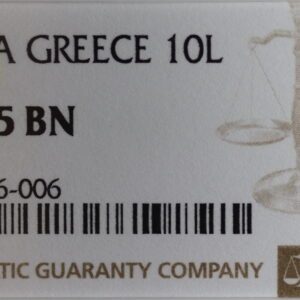 A GREECE 10L
5 BN
6-006
TIC GUARANTY COMPANY